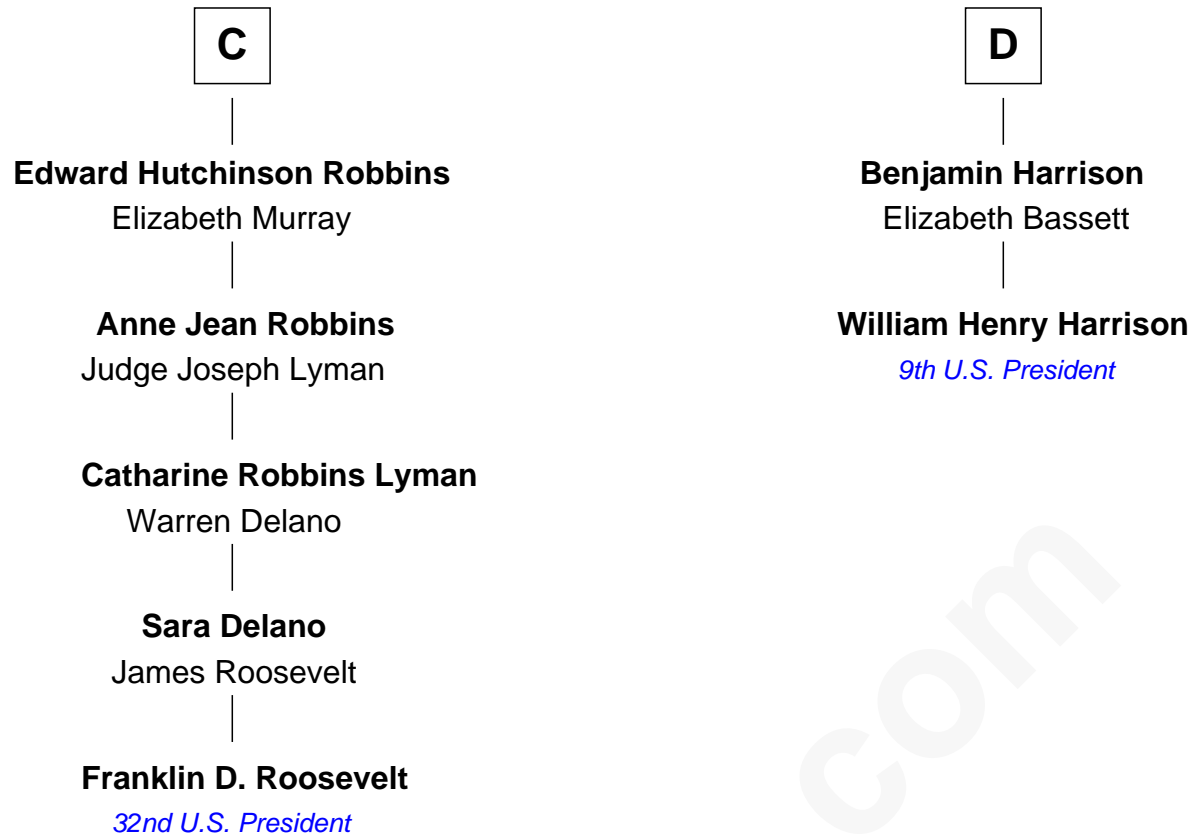 C
Edward Hutchinson Robbins
Elizabeth Murray
Anne Jean Robbins
Judge Joseph Lyman
Catharine Robbins Lyman
Warren Delano
Sara Delano
James Roosevelt
Franklin D. Roosevelt
32nd U.S. President
D
Benjamin Harrison
Elizabeth Bassett
William Henry Harrison
9th U.S. President
com